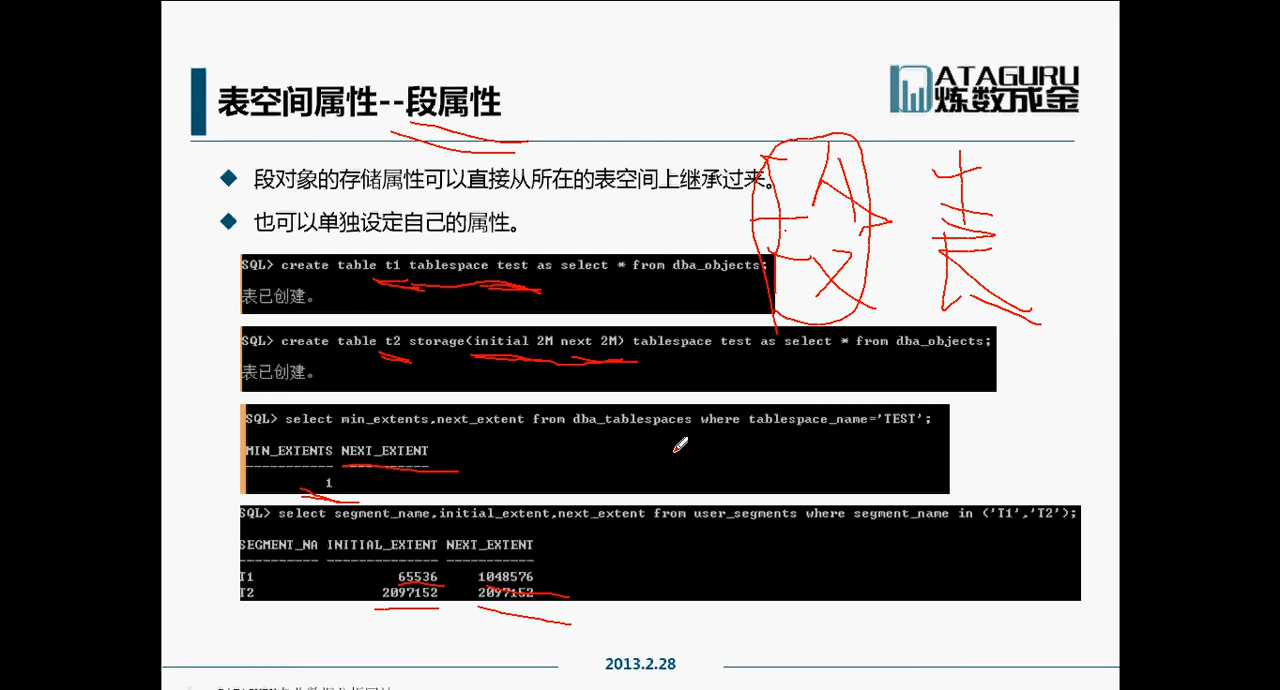 表空间属性--段属性
ATAGURU
炼数成金
段对象的存储属性可以直接从所在的表空间上继承过来。
也可以单独设定自己的属性。
SQL> create table t1 tablespace test as select * from dba_objects;
表已创建。
SQL> create table t2 storage(initial 2M next 2M) tablespace test as select * from dba_objects;
表已创建。
SQL> select min_extents,next_extent from dba_tablespaces where tablespace_name='TEST';
MIN_EXTENTS NEXT_EXTENT
----------- -----------
1
SQL> select segment_name,initial_extent,next_extent from user_segments where segment_name in ('T1','T2');
SEGMENT_NA INITIAL_EXTENT NEXT_EXTENT
---------- -------------- -----------
T1 65536 1048576
T2 2097152 2097152
2013.2.28